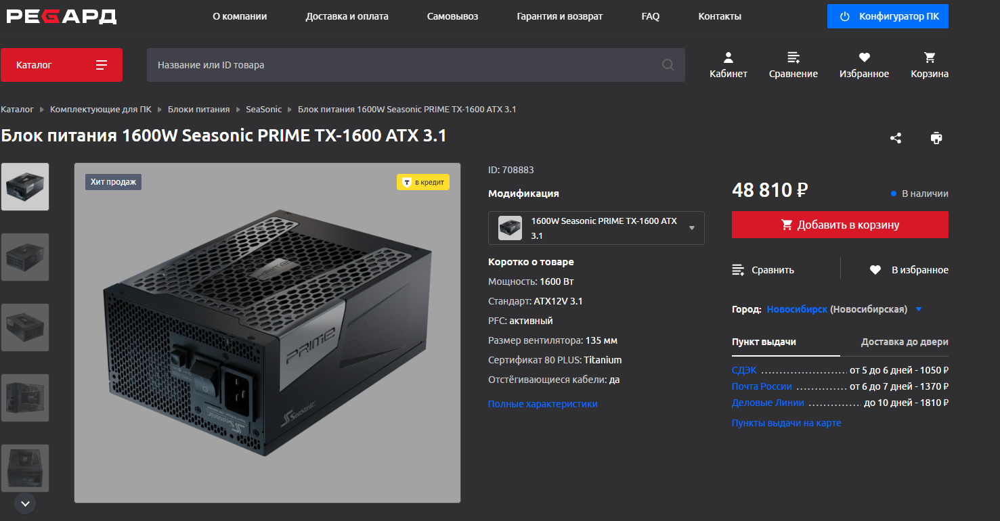 РЕGАРД
О компании
Доставка и оплата
Самовывоз
Гарантия и возврат
FAQ
Контакты
Конфигуратор ПК
Каталог
Название или ID товара
Кабинет
Сравнение
Избранное
Корзина
Каталог
Комплектующие для ПК
Блоки питания
SeaSonic
Блок питания 1600W Seasonic PRIME TX-1600 ATX 3.1
Блок питания 1600W Seasonic PRIME TX-1600 ATX 3.1
Хит продаж
T в кредит
PRIME
PRIME
Seasonic
Seasonic
ID: 708883
Модификация
1600W Seasonic PRIME TX-1600 ATX
3.1
Коротко о товаре
Мощность: 1600 Вт
Стандарт: ATX12V 3.1
PFC: активный
Размер вентилятора: 135 мм
Сертификат 80 PLUS: Titanium
Отстёгивающиеся кабели: да
Полные характеристики
48 810 ₽
В наличии
Добавить в корзину
Сравнить
В избранное
Город: Новосибирск (Новосибирская)
Пункт выдачи
Доставка до двери
СДЭК ........................ от 5 до 6 дней - 1050 ₽
Почта России .............. от 6 до 7 дней - 1370 ₽
Деловые Линии .............. до 10 дней - 1810 ₽
Пункты выдачи на карте